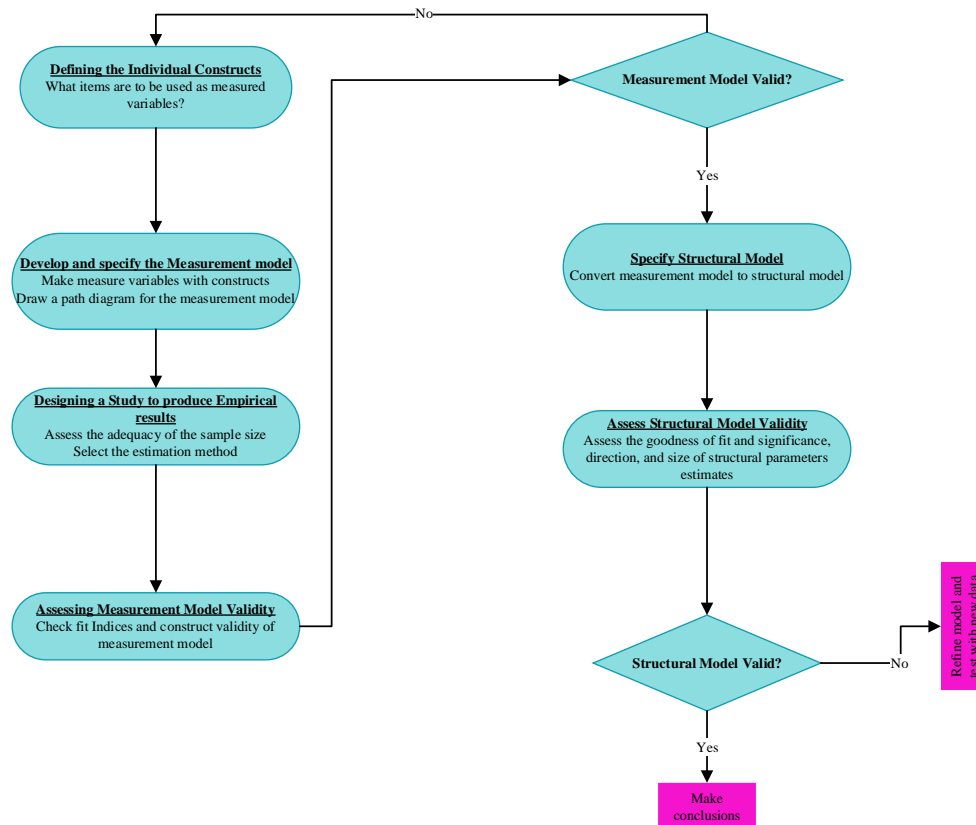 No
Defining the Individual Constructs
What items are to be used as measured
variables?
Develop and specify the Measurement model
Make measure variables with constructs
Draw a path diagram for the measurement model
Designing a Study to produce Empirical
results
Assess the adequacy of the sample size
Select the estimation method
Assessing Measurement Model Validity
Check fit Indices and construct validity of
measurement model
Measurement Model Valid?
Yes
Specify Structural Model
Convert measurement model to structural model
Assess Structural Model Validity
Assess the goodness of fit and significance,
direction, and size of structural parameters
estimates
Structural Model Valid?
No
Refine model and
test with new data
Yes
Make
conclusions